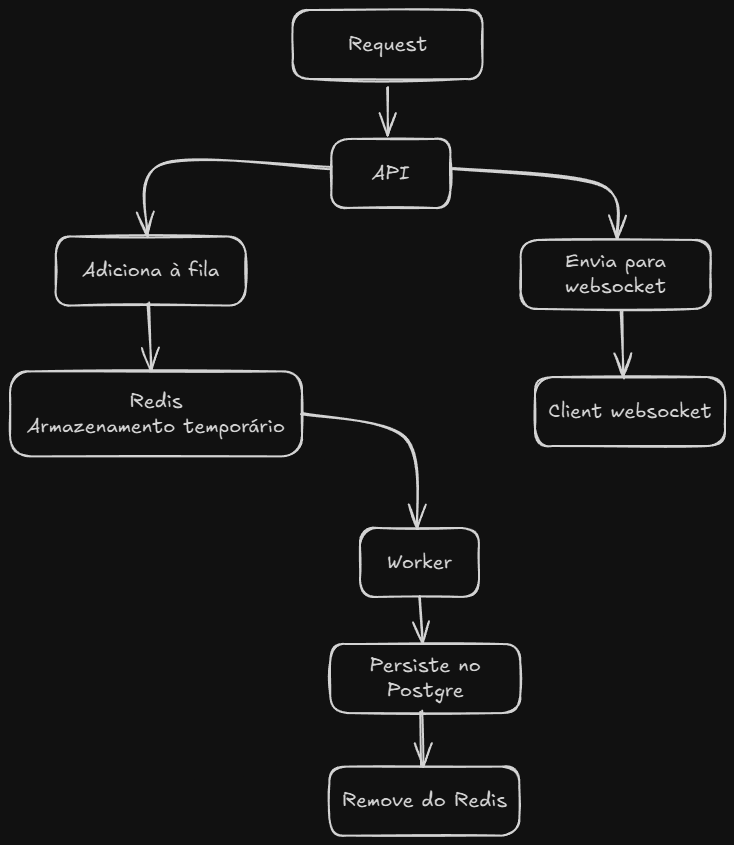 Request
API
Adiciona à fila
Envia para
websocket
Redis
Armazenamento temporário
Client websocket
Worker
Persiste no
Postgre
Remove do Redis